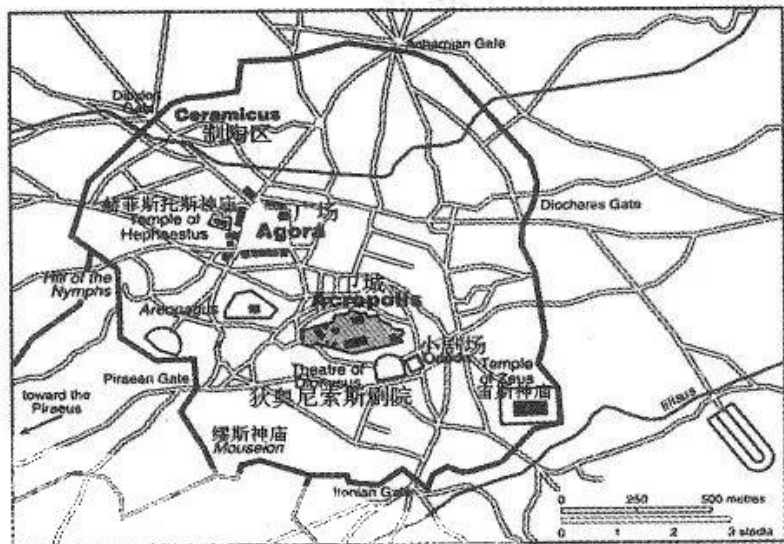 Acharnian Gate
Dipylon
Gate
Ceramicus
制陶区
赫菲斯托斯神庙
Temple of
Hephaestus
广场
Agora
Diochares Gate
Hill of the
Nymphs
Areopagus
卫城
Acropolis
小剧场
Odeon
Theatre of
Dionysus
狄奥尼索斯剧院
Temple
of Zeus
宙斯神庙
Piraean Gate
toward the
Piraeus
Ilissus
缪斯神庙
Mouseion
Itonian Gate
0 250 500 metres
0 1 2 3 stadia